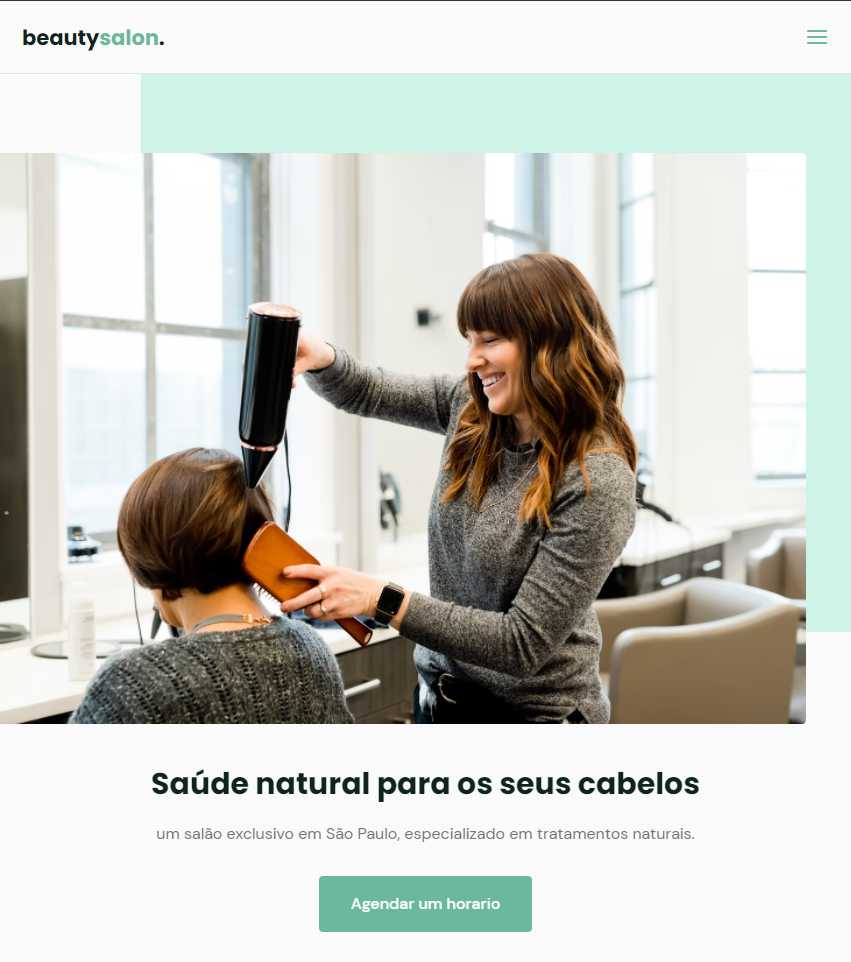 beautysalon.
Saúde natural para os seus cabelos
um salão exclusivo em São Paulo, especializado em tratamentos naturais.
Agendar um horario